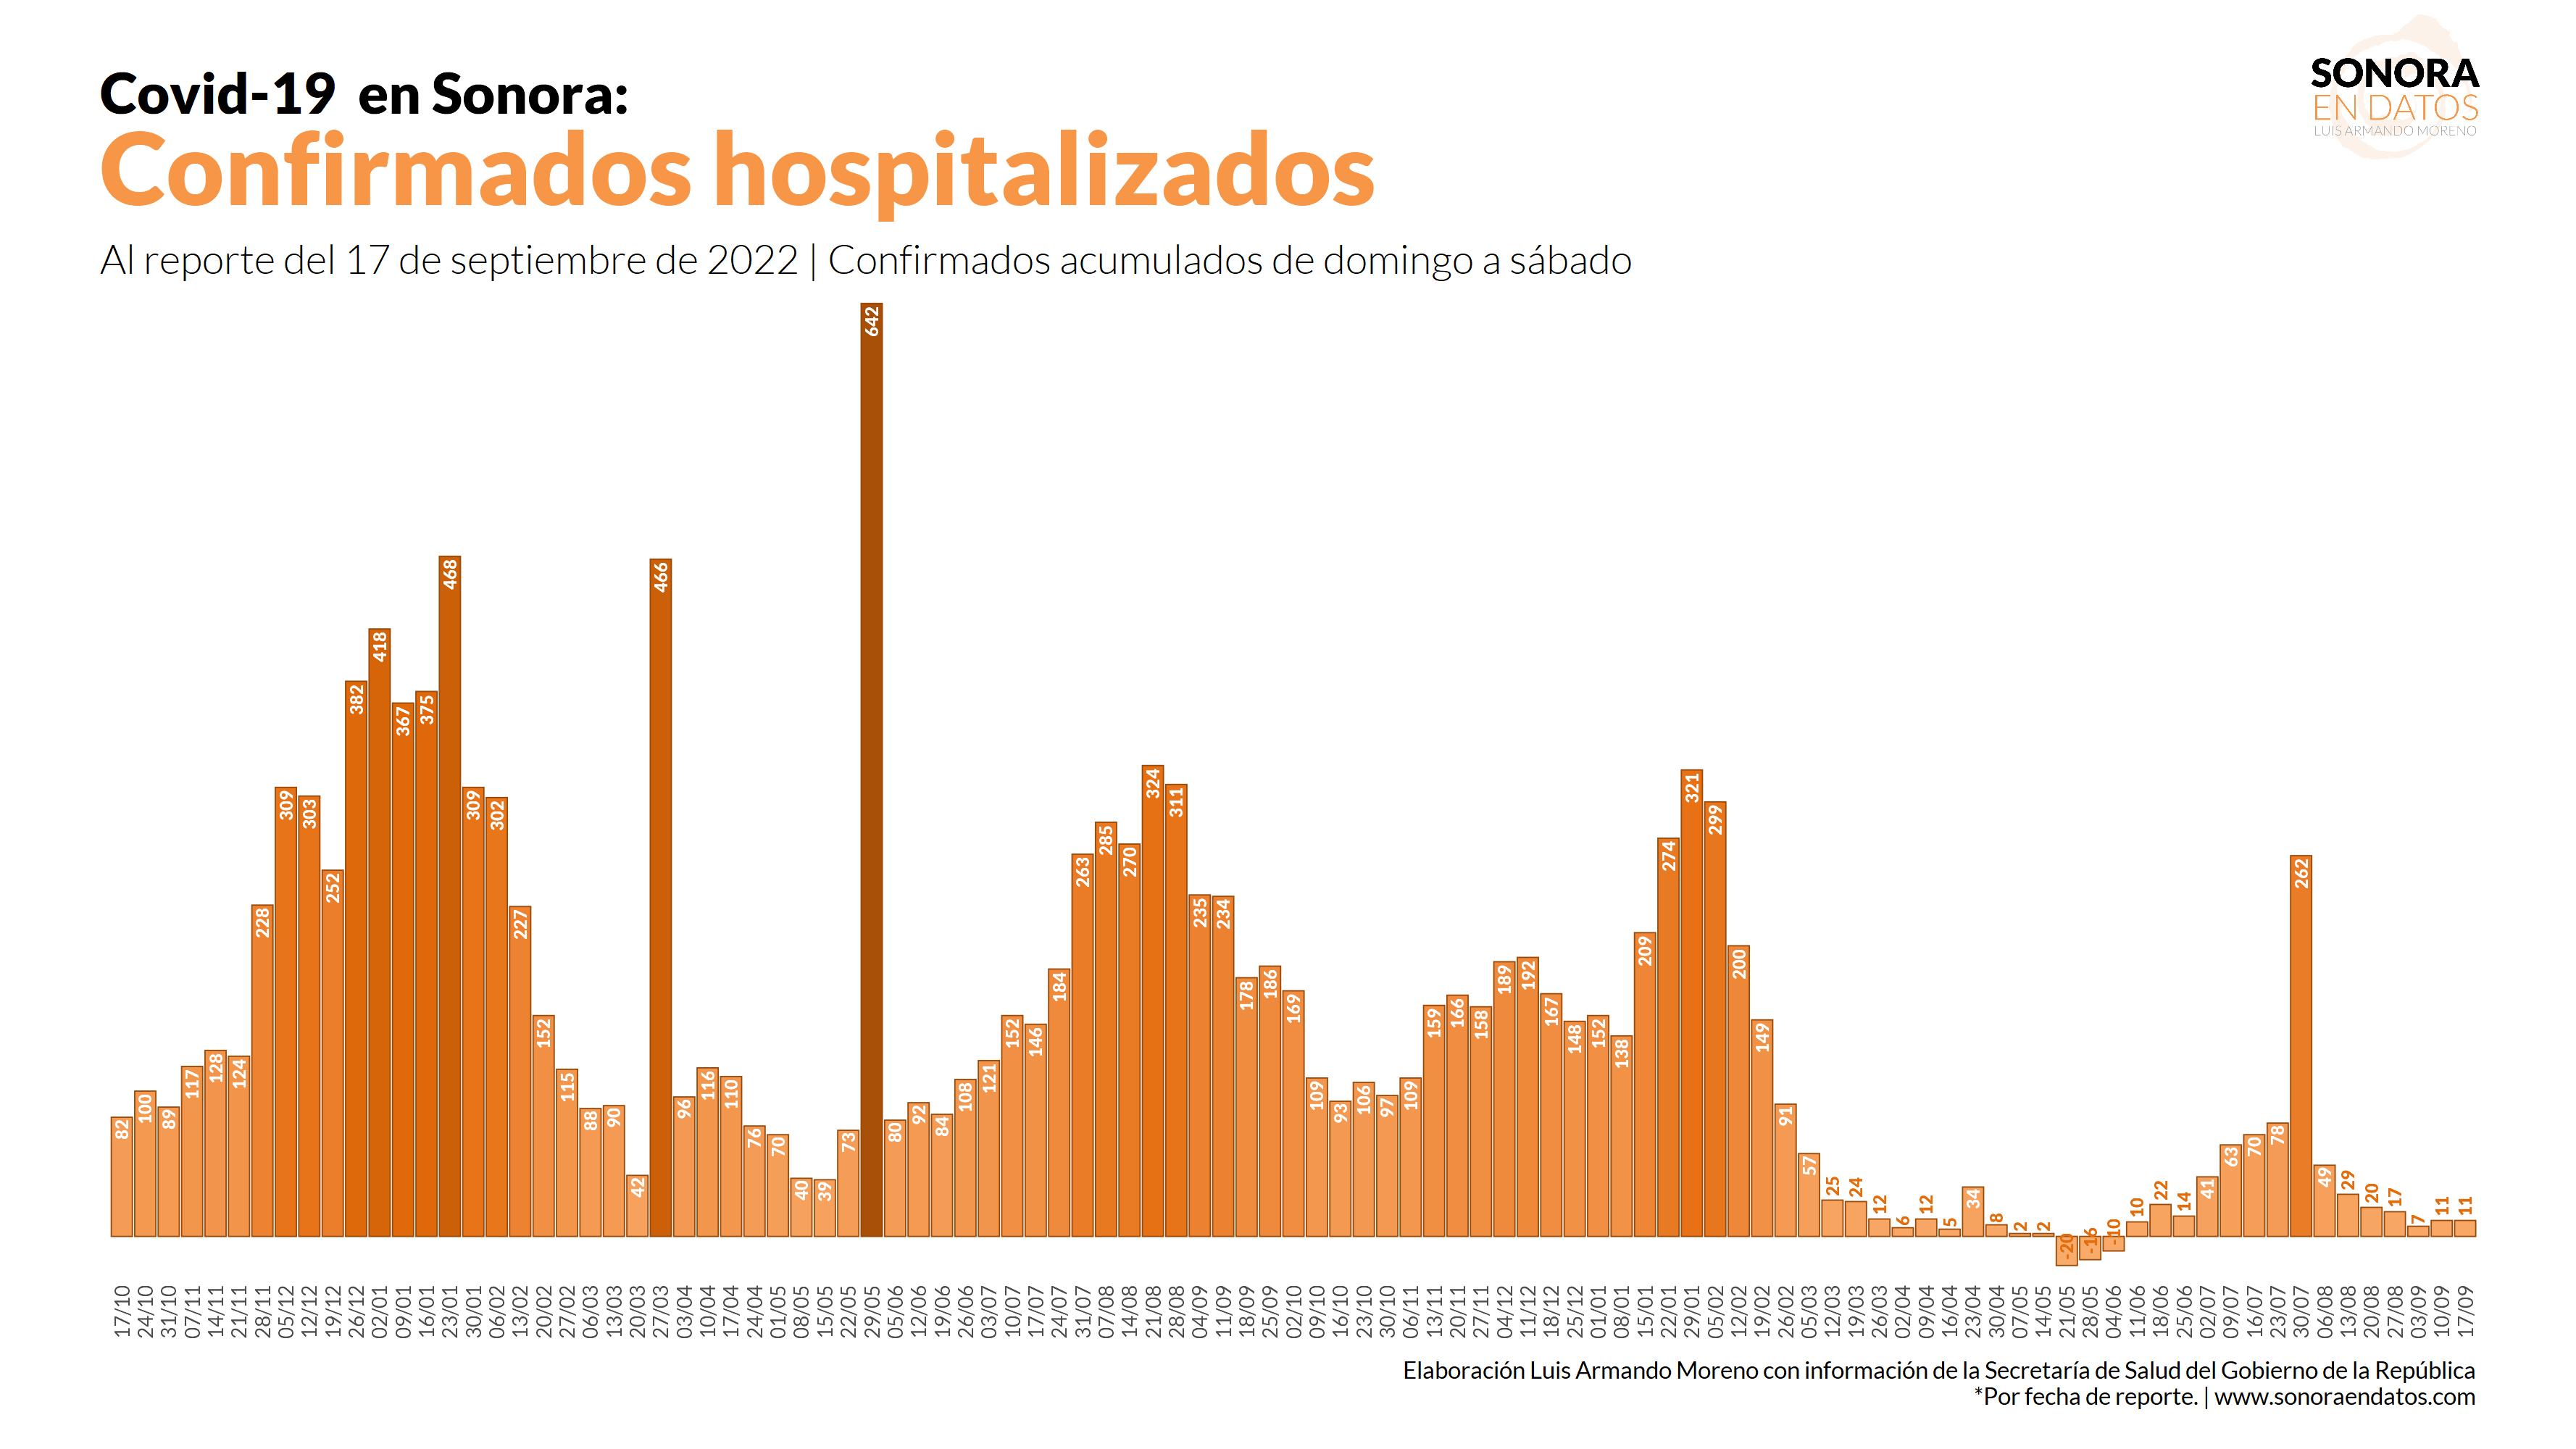 Covid-19 en Sonora:
Confirmados hospitalizados
Al reporte del 17 de septiembre de 2022 | Confirmados acumulados de domingo a sábado
SONORA
EN DATOS
LUIS ARMANDO MORENO
82 100 89 117 128 124 228 309 303 252 382 418 367 375 468 309 302 227 152 115 88 90 42 466 96 116 110 76 70 40 39 73 642 80 92 84 108 121 152 146 184 263 285 270 324 311 235 234 178 186 169 109 93 106 97 109 159 166 158 189 192 167 148 152 138 209 274 321 299 200 149 91 57 25 24 12 6 12 5 34 8 2 2 -20 -16 -10 10 22 14 41 63 70 78 262 49 29 20 17 7 11 11
17/10 24/10 31/10 07/11 14/11 21/11 28/11 05/12 12/12 19/12 26/12 02/01 09/01 16/01 23/01 30/01 06/02 13/02 20/02 27/02 06/03 13/03 20/03 27/03 03/04 10/04 17/04 24/04 01/05 08/05 15/05 22/05 29/05 05/06 12/06 19/06 26/06 03/07 10/07 17/07 24/07 31/07 07/08 14/08 21/08 28/08 04/09 11/09 18/09 25/09 02/10 09/10 16/10 23/10 30/10 06/11 13/11 20/11 27/11 04/12 11/12 18/12 25/12 01/01 08/01 15/01 22/01 29/01 05/02 12/02 19/02 26/02 05/03 12/03 19/03 26/03 02/04 09/04 16/04 23/04 30/04 07/05 14/05 21/05 28/05 04/06 11/06 18/06 25/06 02/07 09/07 16/07 23/07 30/07 06/08 13/08 20/08 27/08 03/09 10/09 17/09
Elaboración Luis Armando Moreno con información de la Secretaría de Salud del Gobierno de la República
*Por fecha de reporte. | www.sonoraendatos.com